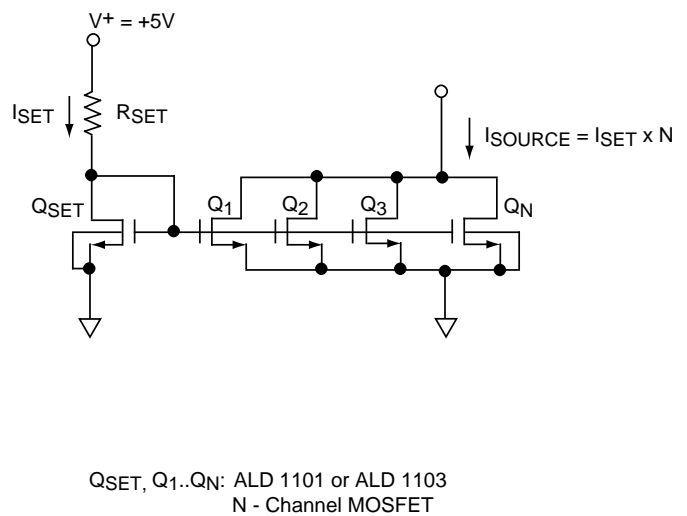 V+ = +5V
ISET
RSET
ISOURCE = ISET x N
QSET
Q1
Q2
Q3
QN
QSET, Q1..QN: ALD 1101 or ALD 1103
N - Channel MOSFET